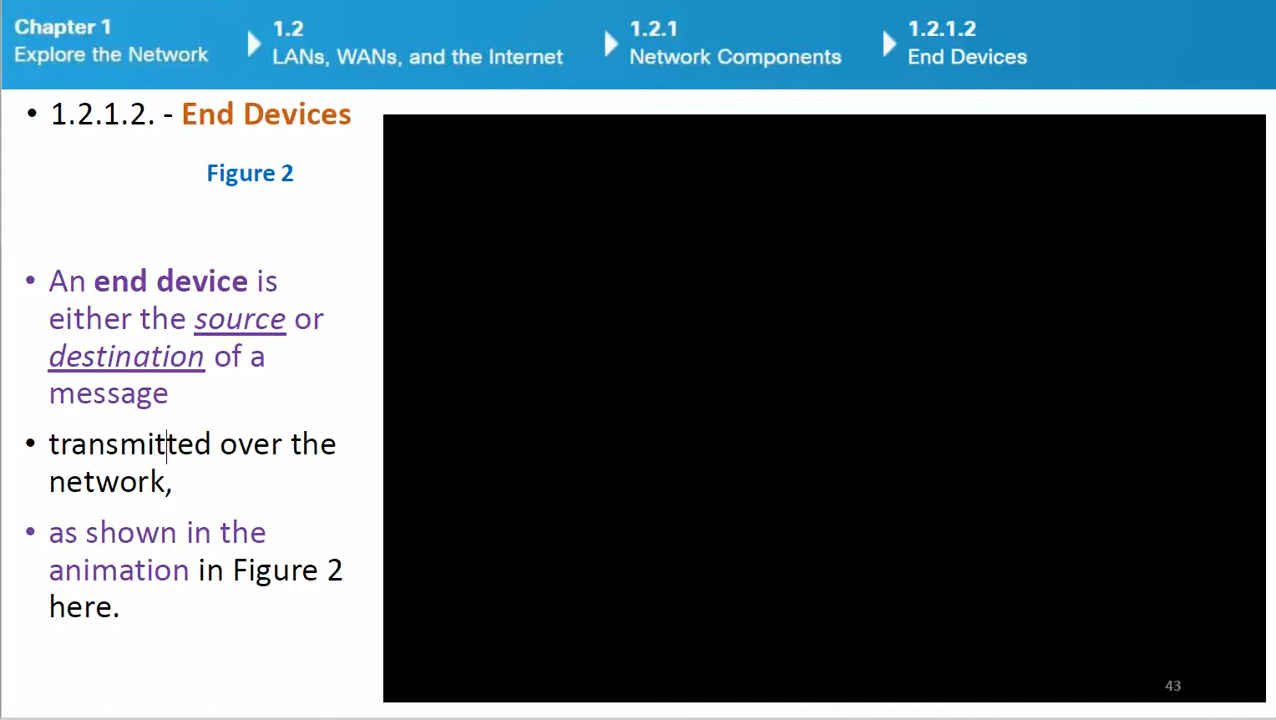 Chapter 1
Explore the Network
1.2
LANs, WANs, and the Internet
1.2.1
Network Components
1.2.1.2
End Devices
• 1.2.1.2. - End Devices
Figure 2
• An end device is
either the source or
destination of a
message
• transmitted over the
network,
• as shown in the
animation in Figure 2
here.
43